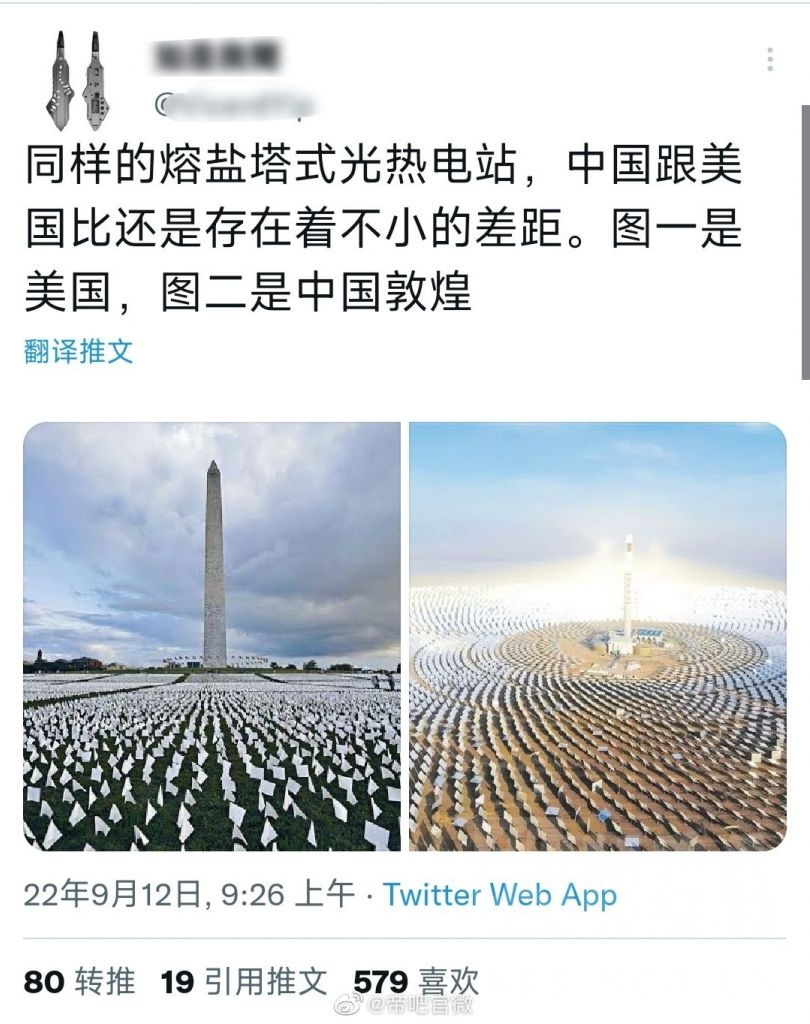 同样的熔盐塔式光热电站，中国跟美
国比还是存在着不小的差距。图一是
美国，图二是中国敦煌
翻译推文
22年9月12日, 9:26 上午 · Twitter Web App
80 转推 19 引用推文 579 喜欢
@帝吧官微